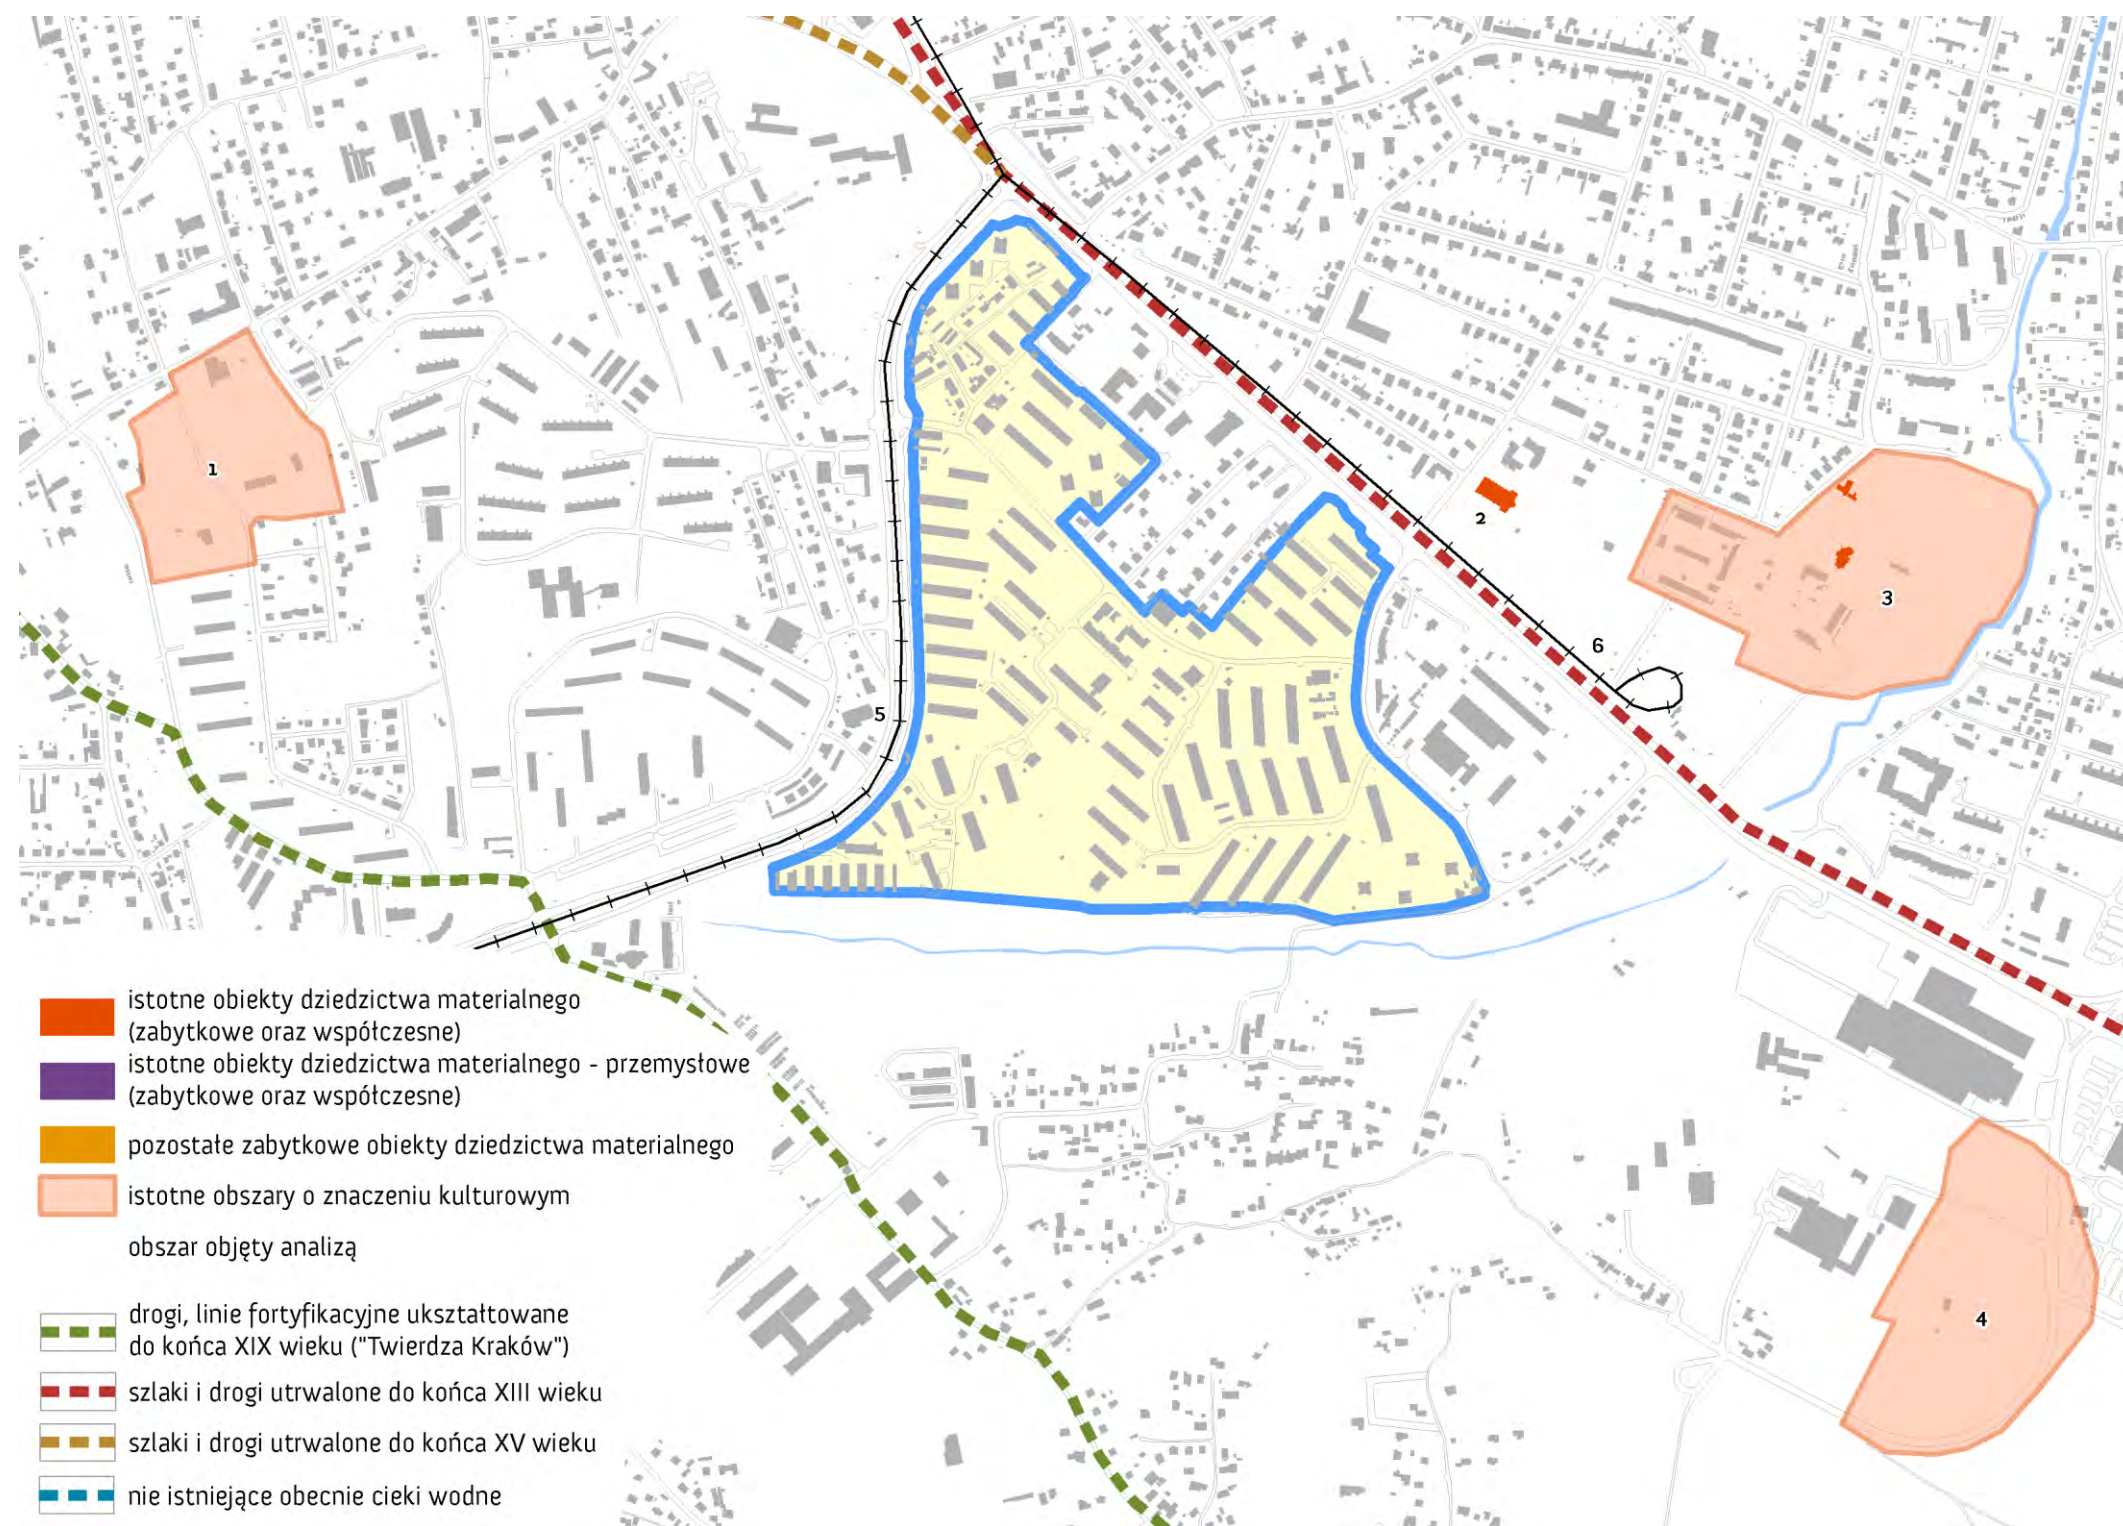 1
2
3
6
5
4
istotne obiekty dziedzictwa materialnego
(zabytkowe oraz współczesne)
istotne obiekty dziedzictwa materialnego - przemysłowe
(zabytkowe oraz współczesne)
pozostałe zabytkowe obiekty dziedzictwa materialnego
istotne obszary o znaczeniu kulturowym
obszar objęty analizą
drogi, linie fortyfikacyjne ukształtowane
do końca XIX wieku ("Twierdza Kraków")
szlaki i drogi utrwalone do końca XIII wieku
szlaki i drogi utrwalone do końca XV wieku
nie istniejące obecnie cieki wodne